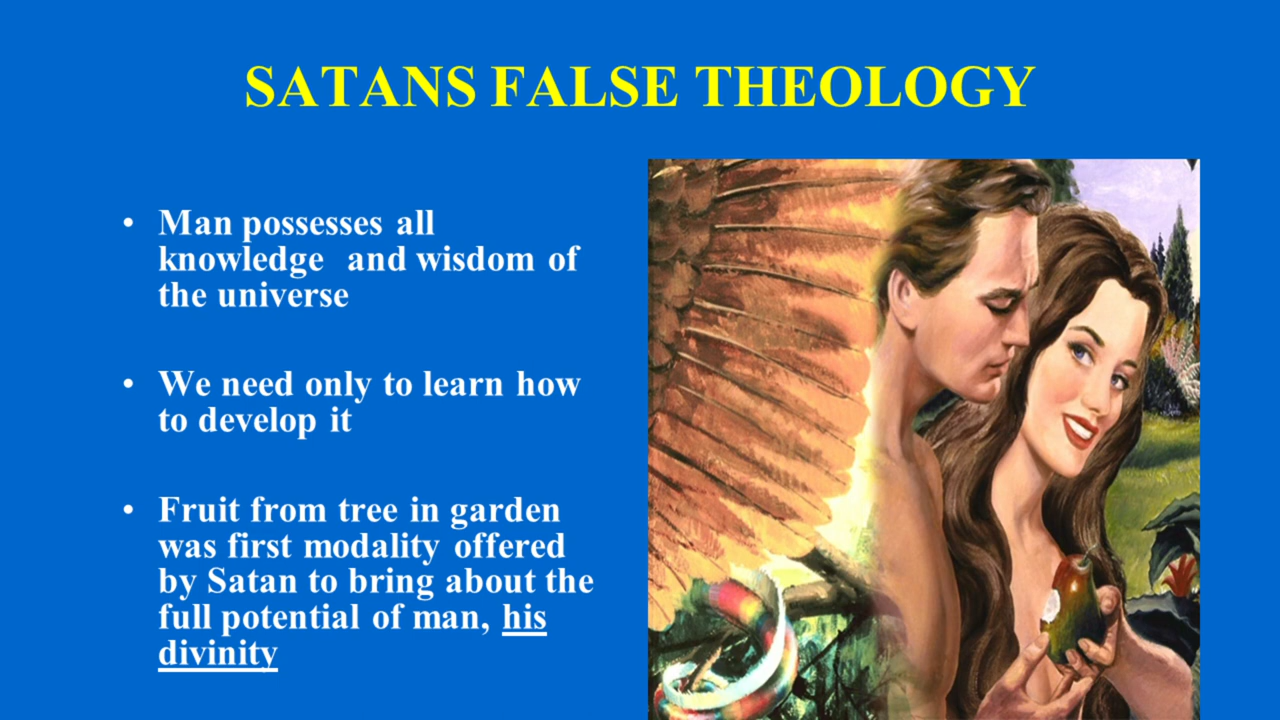 SATANS FALSE THEOLOGY
• Man possesses all
knowledge and wisdom of
the universe
• We need only to learn how
to develop it
• Fruit from tree in garden
was first modality offered
by Satan to bring about the
full potential of man, his
divinity